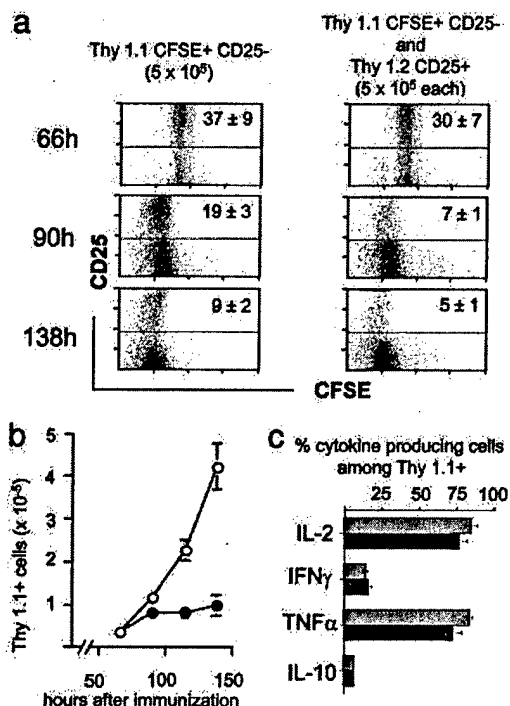 a
Thy 1.1 CFSE+ CD25-
(5 x 10⁵)
Thy 1.1 CFSE+ CD25-
and
Thy 1.2 CD25+
(5 x 10⁵ each)
66h
37 ± 9
30 ± 7
90h
19 ± 3
7 ± 1
138h
9 ± 2
5 ± 1
CD25
CFSE
b
Thy 1.1+ cells (x 10⁻⁵)
5
4
3
2
1
50
100
150
hours after immunization
c
% cytokine producing cells
among Thy 1.1+
25
50
75
100
IL-2
IFNγ
TNFα
IL-10